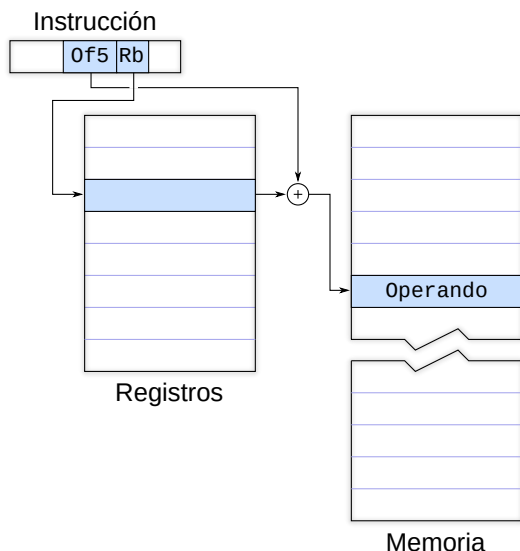 Instrucción
Of5 Rb
+
Operando
Registros
Memoria